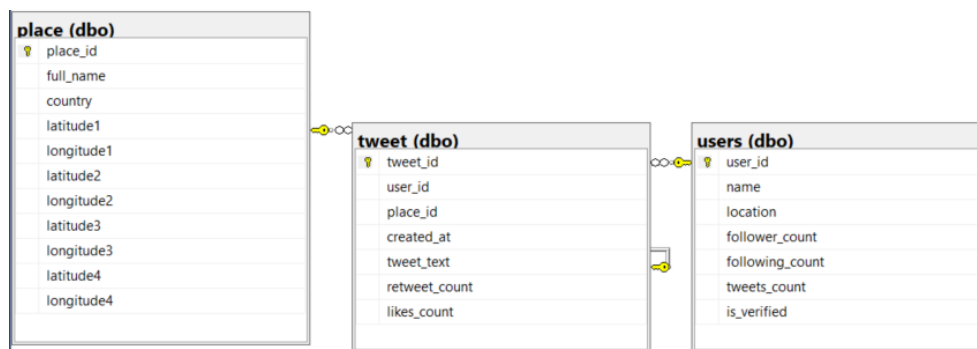 place (dbo)
place_id
full_name
country
latitude1
longitude1
latitude2
longitude2
latitude3
longitude3
latitude4
longitude4
tweet (dbo)
tweet_id
user_id
place_id
created_at
tweet_text
retweet_count
likes_count
users (dbo)
user_id
name
location
follower_count
following_count
tweets_count
is_verified